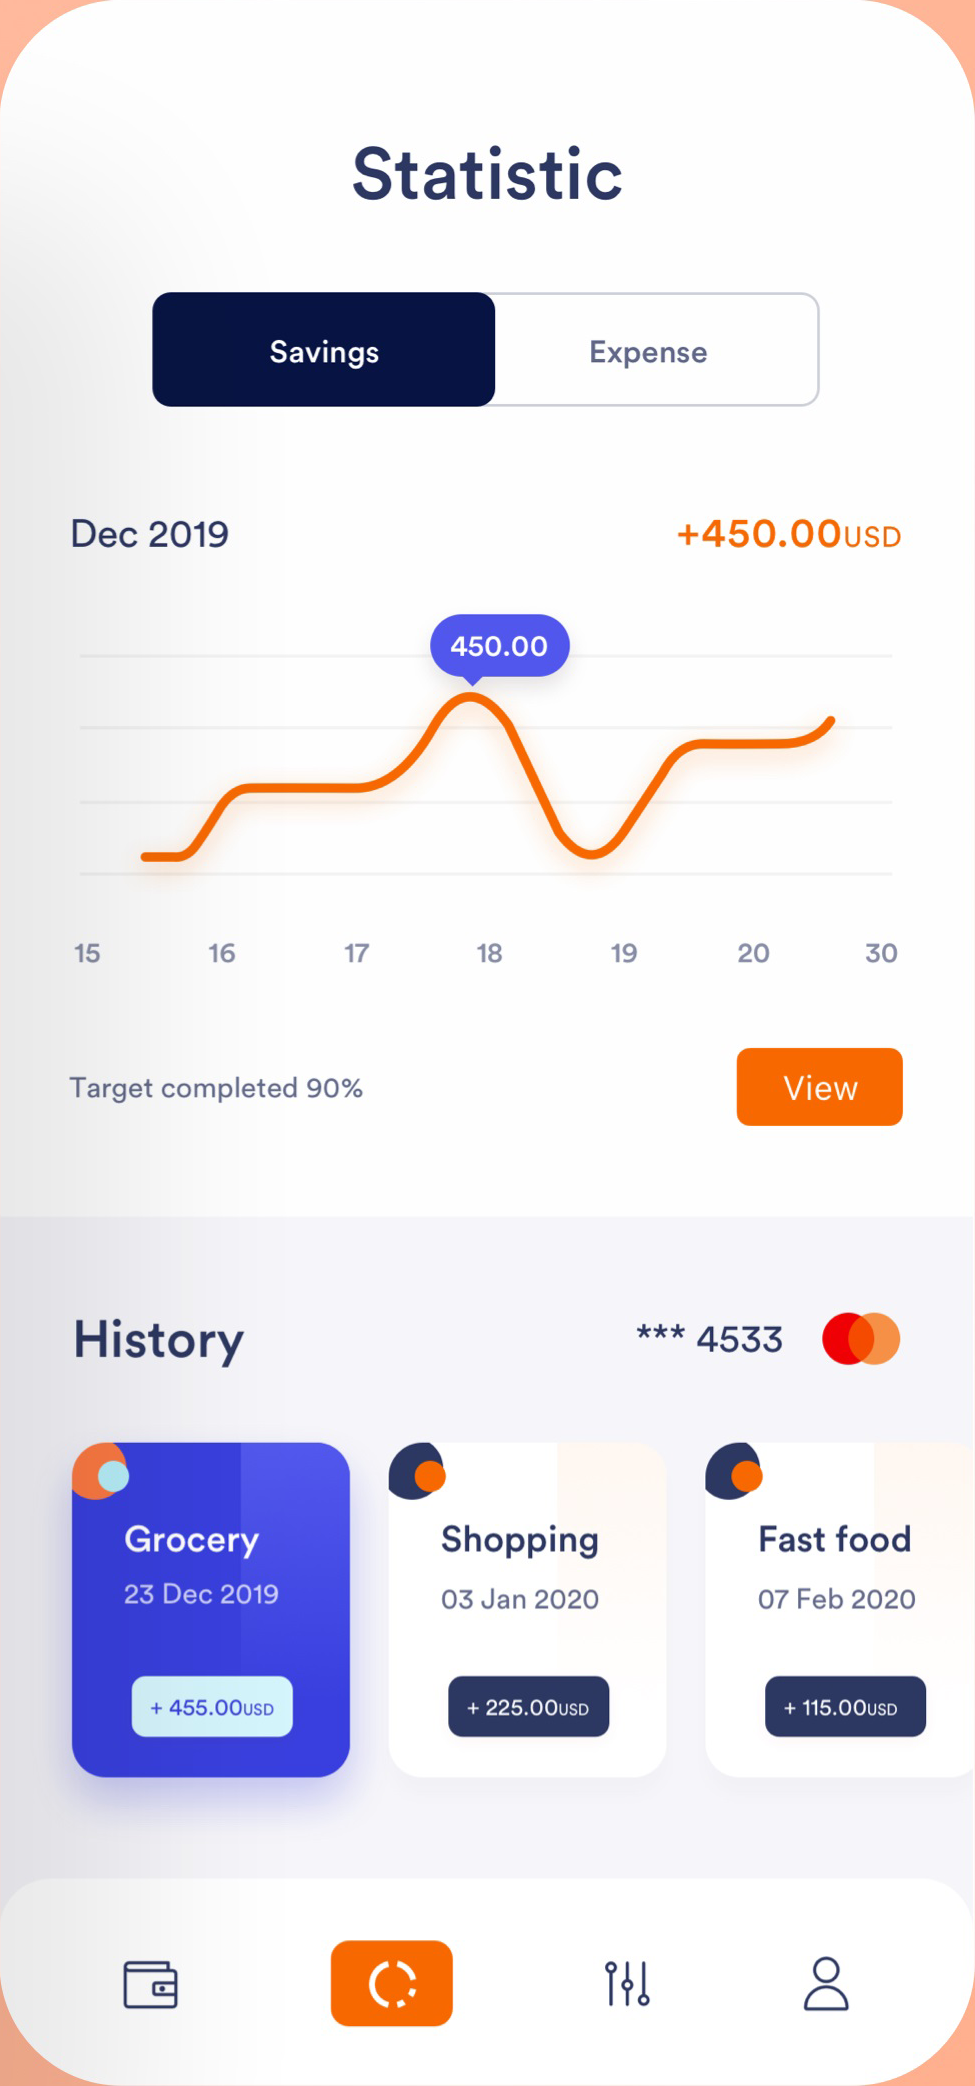 Statistic
Savings Expense
Dec 2019 +450.00USD
450.00
15 16 17 18 19 20 30
Target completed 90% View
History *** 4533
Grocery
23 Dec 2019
+ 455.00USD
Shopping
03 Jan 2020
+ 225.00USD
Fast food
07 Feb 2020
+ 115.00USD